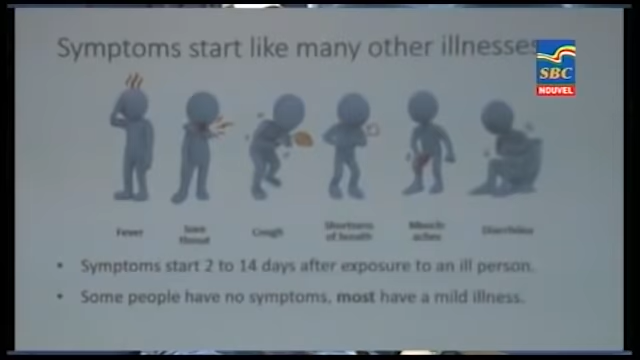 Symptoms start like many other illnesses
SBC
NOUVEL
Fever
Sore throat
Cough
Shortness of breath
Muscle aches
Diarrhoea
• Symptoms start 2 to 14 days after exposure to an ill person.
• Some people have no symptoms, most have a mild illness.